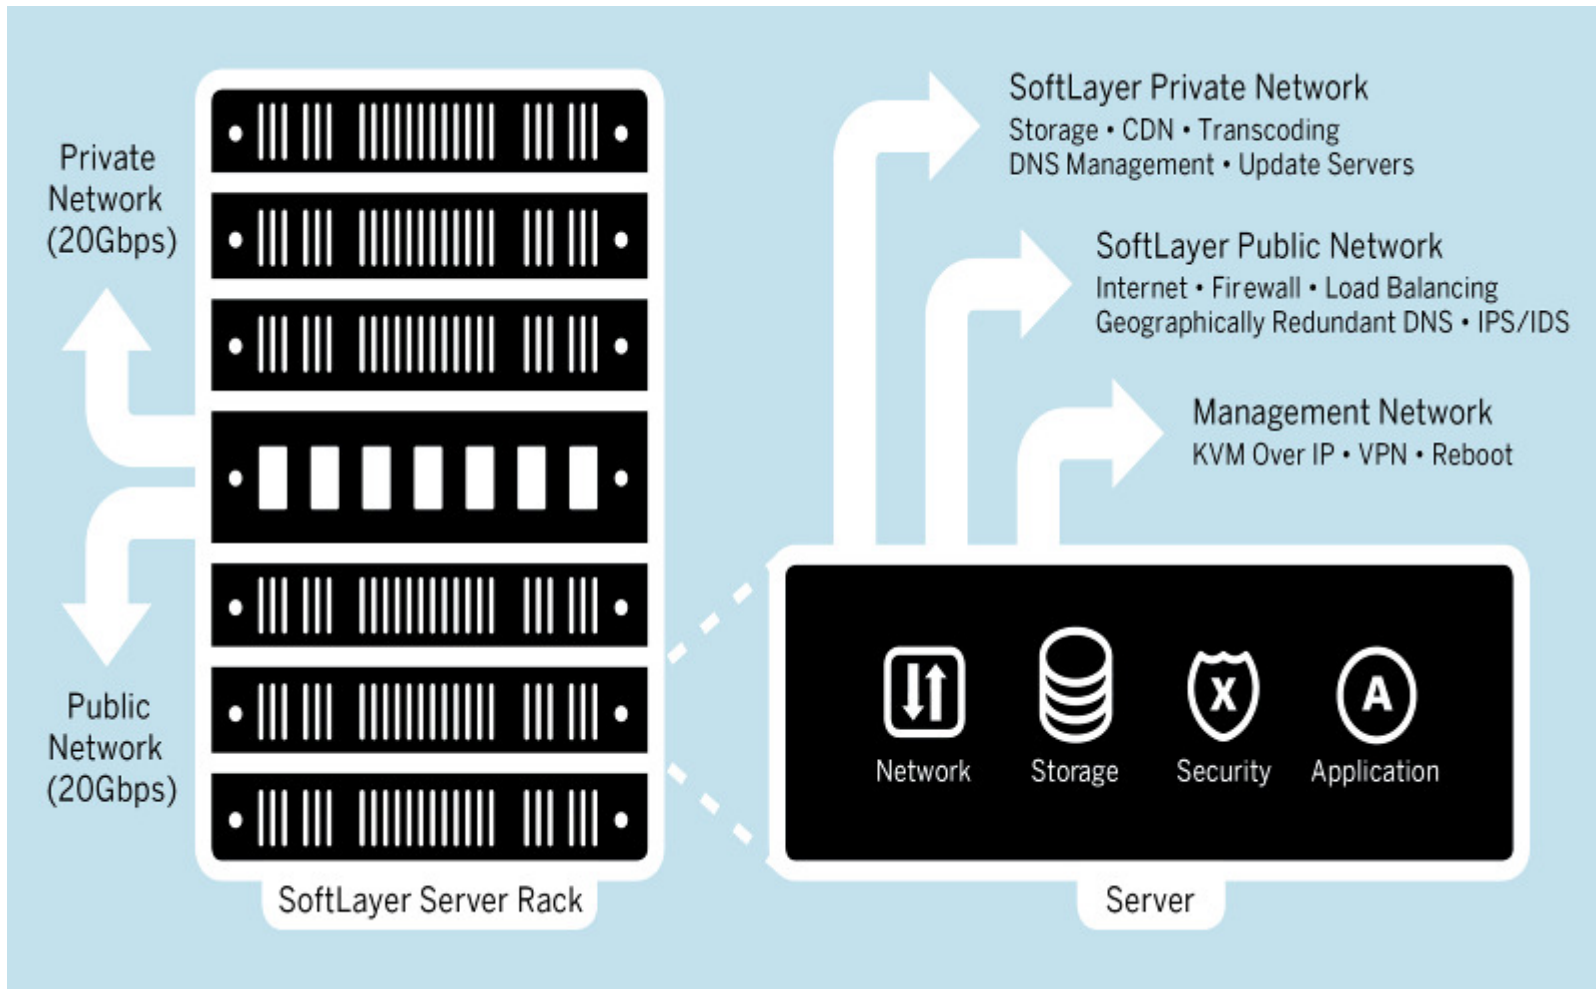 Private
Network
(20Gbps)
Public
Network
(20Gbps)
SoftLayer Server Rack
SoftLayer Private Network
Storage • CDN • Transcoding
DNS Management • Update Servers
SoftLayer Public Network
Internet • Firewall • Load Balancing
Geographically Redundant DNS • IPS/IDS
Management Network
KVM Over IP • VPN • Reboot
X
A
Network Storage Security Application
Server